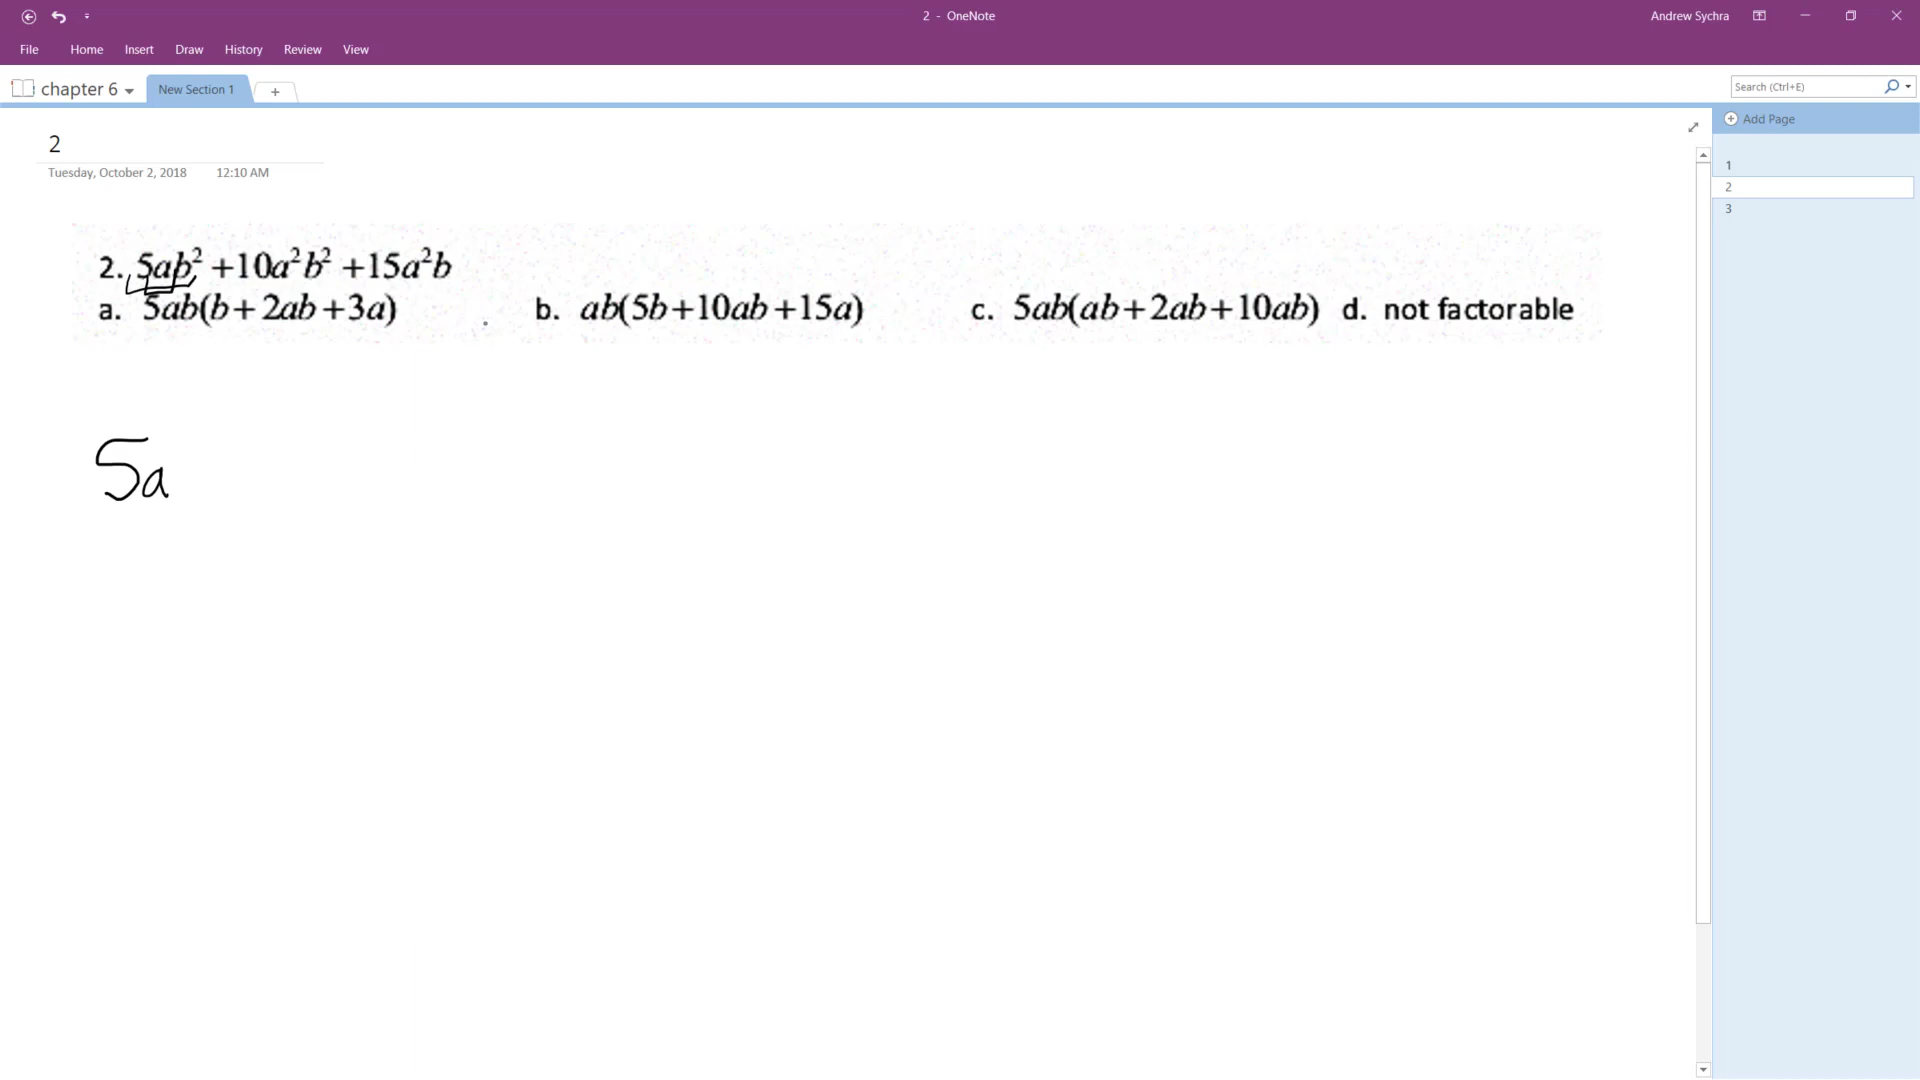 2 - OneNote
Andrew Sychra
File Home Insert Draw History Review View
chapter 6 New Section 1 +
Search (Ctrl+E)
Add Page
1
2
3
2
Tuesday, October 2, 2018 12:10 AM
2. 5ab² +10a²b² +15a²b
a. 5ab(b+2ab+3a) b. ab(5b+10ab+15a) c. 5ab(ab+2ab+10ab) d. not factorable
5a